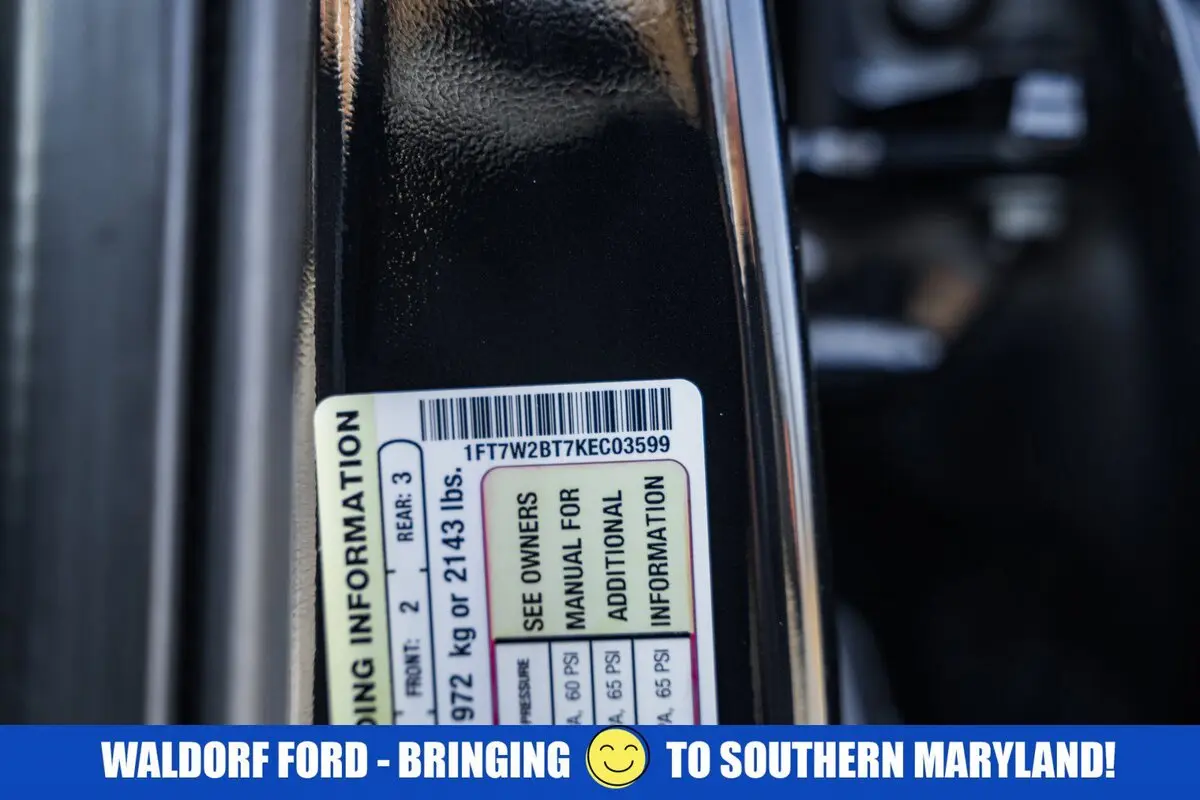 1FT7W2BT7KEC03599
DING INFORMATION
FRONT: 2 REAR: 3
972 kg or 2143 lbs.
SEE OWNERS
MANUAL FOR
ADDITIONAL
INFORMATION
PRESSURE
60 PSI
65 PSI
65 PSI
WALDORF FORD - BRINGING TO SOUTHERN MARYLAND!